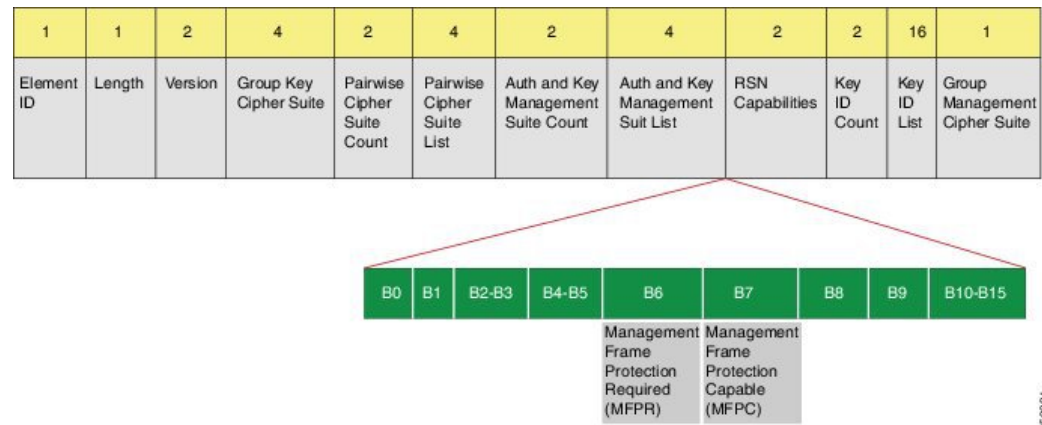 1 1 2 4 2 4 2 4 2 2 16 1
Element ID
Length
Version
Group Key Cipher Suite
Pairwise Cipher Suite Count
Pairwise Cipher Suite List
Auth and Key Management Suite Count
Auth and Key Management Suit List
RSN Capabilities
Key ID Count
Key ID List
Group Management Cipher Suite
B0 B1 B2-B3 B4-B5 B6 B7 B8 B9 B10-B15
Management Frame Protection Required (MFPR)
Management Frame Protection Capable (MFPC)